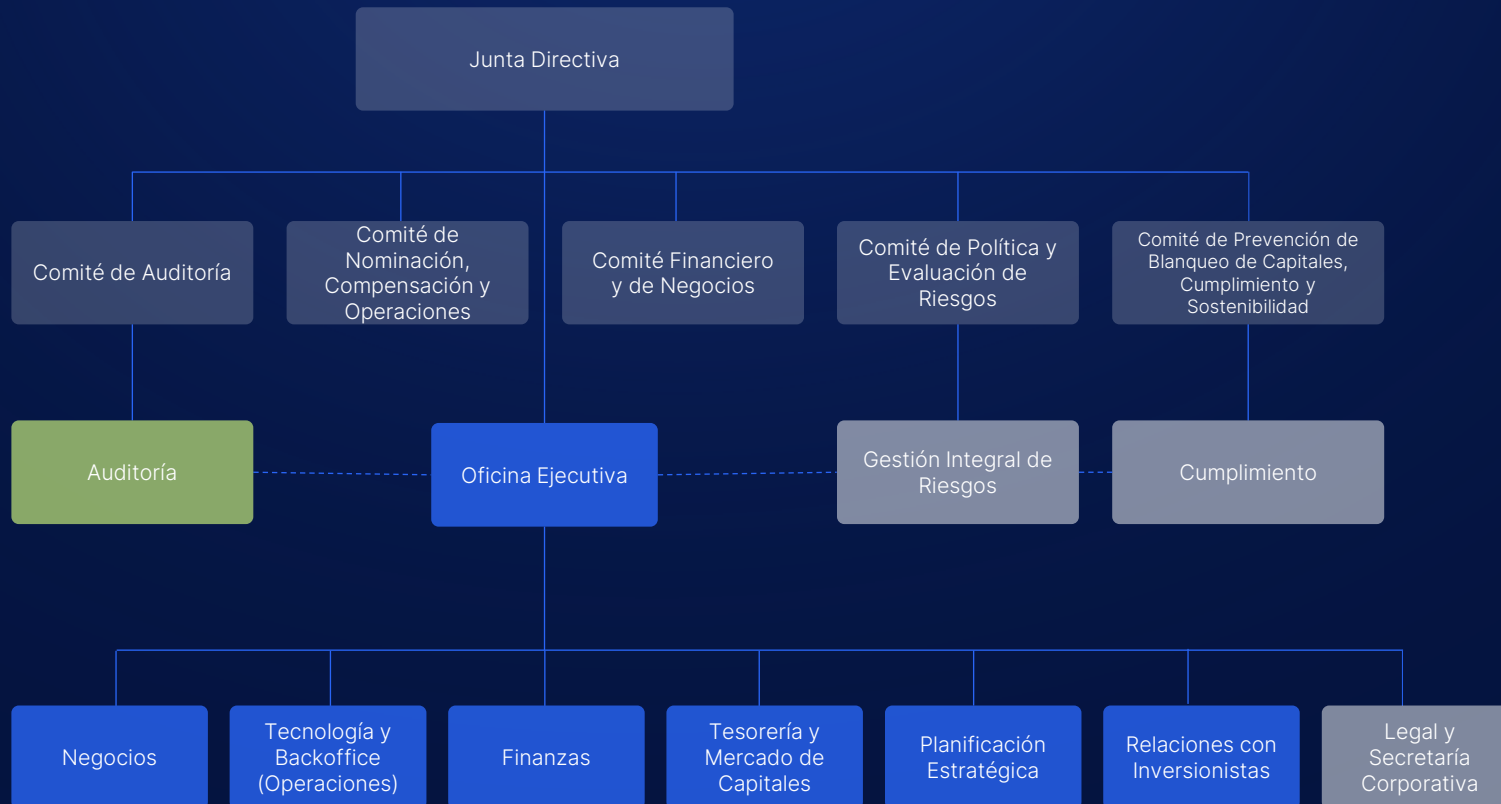 Junta Directiva
Comité de Auditoría
Comité de
Nominación,
Compensación y
Operaciones
Comité Financiero
y de Negocios
Comité de Política y
Evaluación de
Riesgos
Comité de Prevención de
Blanqueo de Capitales,
Cumplimiento y
Sostenibilidad
Auditoría
Oficina Ejecutiva
Gestión Integral de
Riesgos
Cumplimiento
Negocios
Tecnología y
Backoffice
(Operaciones)
Finanzas
Tesorería y
Mercado de
Capitales
Planificación
Estratégica
Relaciones con
Inversionistas
Legal y
Secretaría
Corporativa